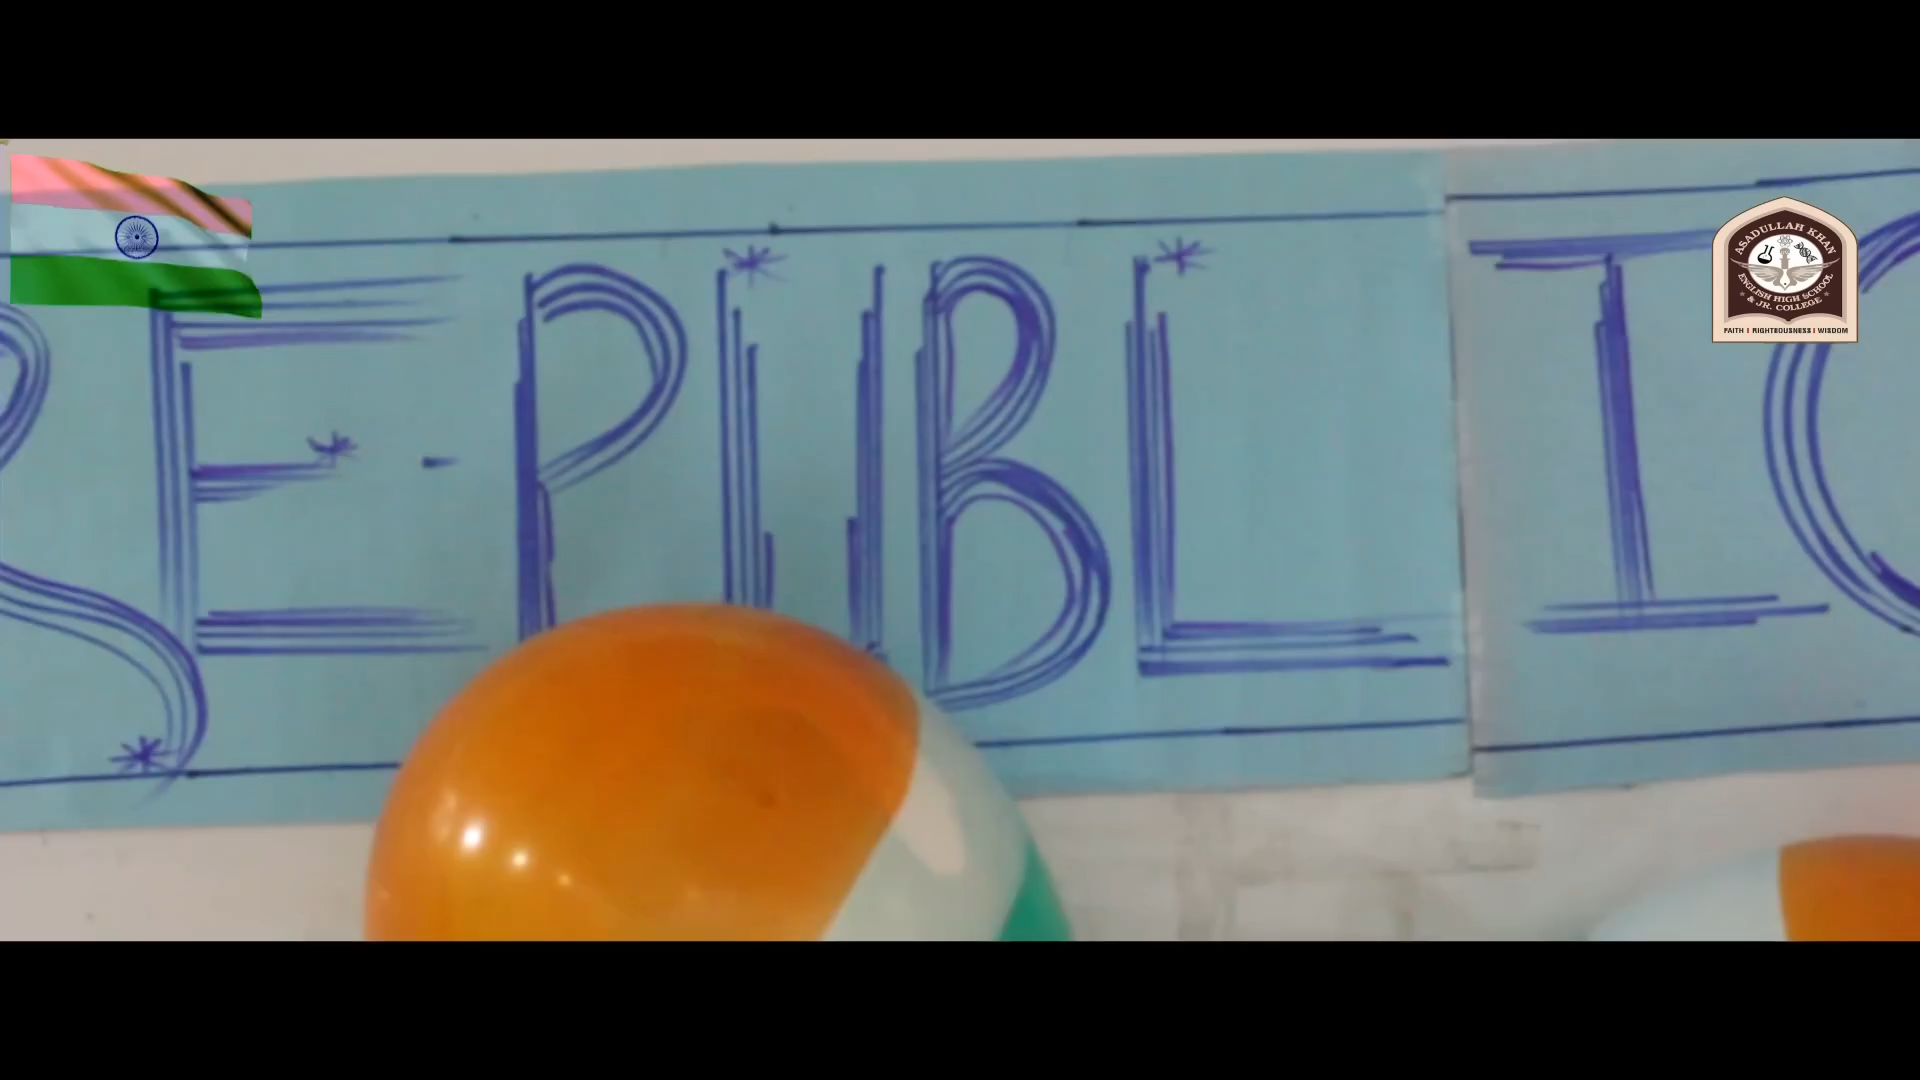 RE-PUBLIC
ASADULLAH KHAN
ENGLISH HIGH SCHOOL
& JR. COLLEGE
FAITH | RIGHTEOUSNESS | WISDOM